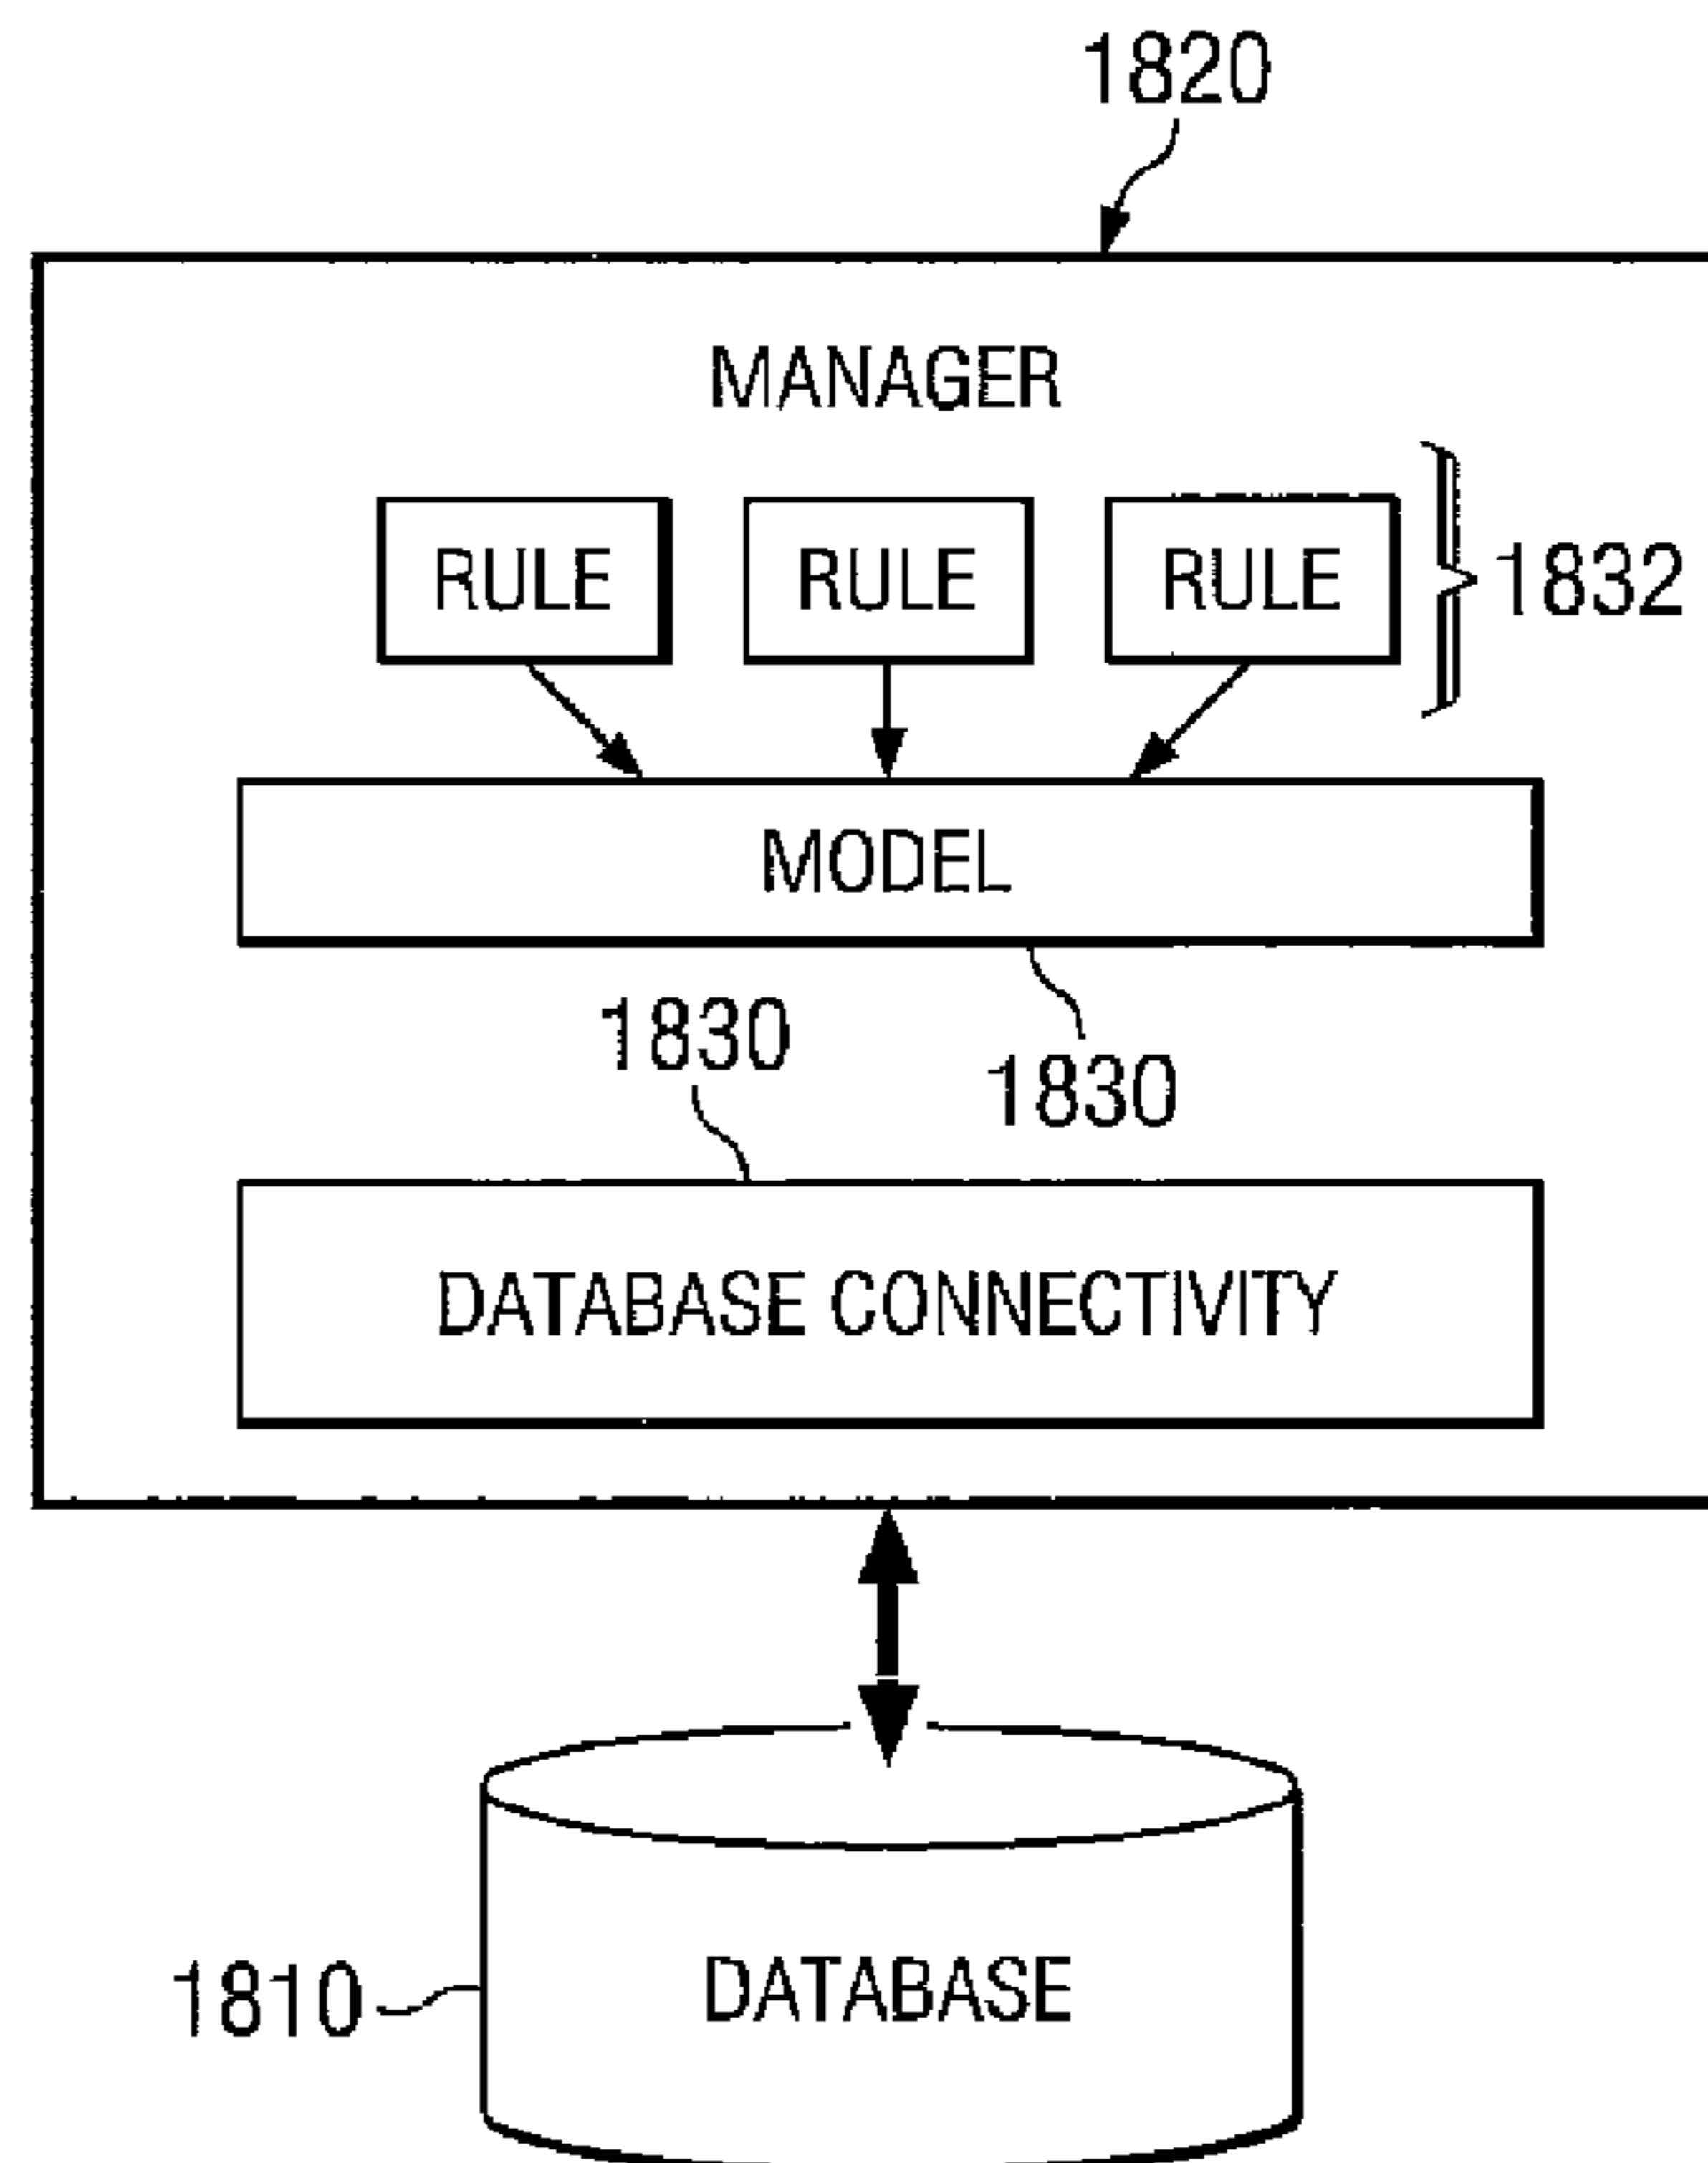 1820
MANAGER
RULE RULE RULE
1832
MODEL
1830
1830
DATABASE CONNECTIVITY
DATABASE
1810